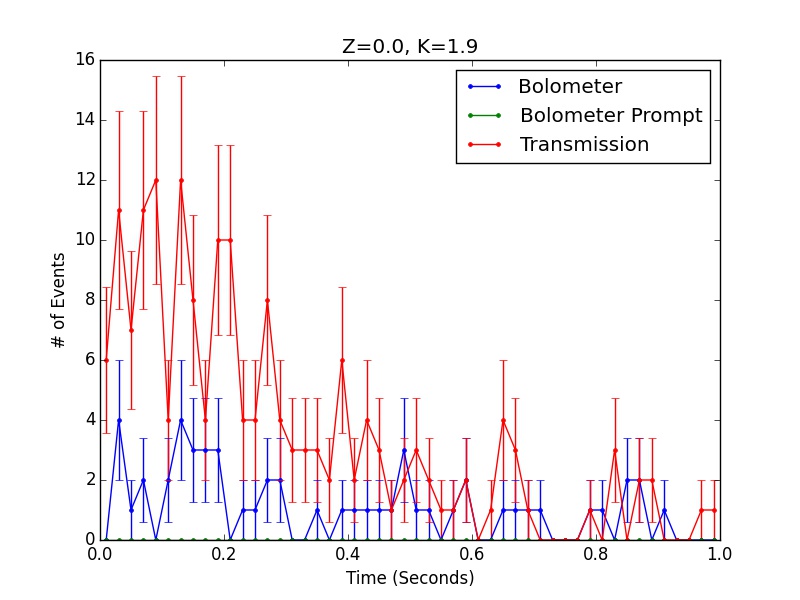 Z=0.0, K=1.9
16
14
12
10
8
6
4
2
0
# of Events
Bolometer
Bolometer Prompt
Transmission
0.0 0.2 0.4 0.6 0.8 1.0
Time (Seconds)